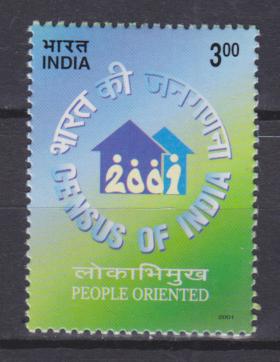 भारत
INDIA
3.00
भारत की जनगणना
2001
CENSUS OF INDIA
लोकाभिमुख
PEOPLE ORIENTED
2001